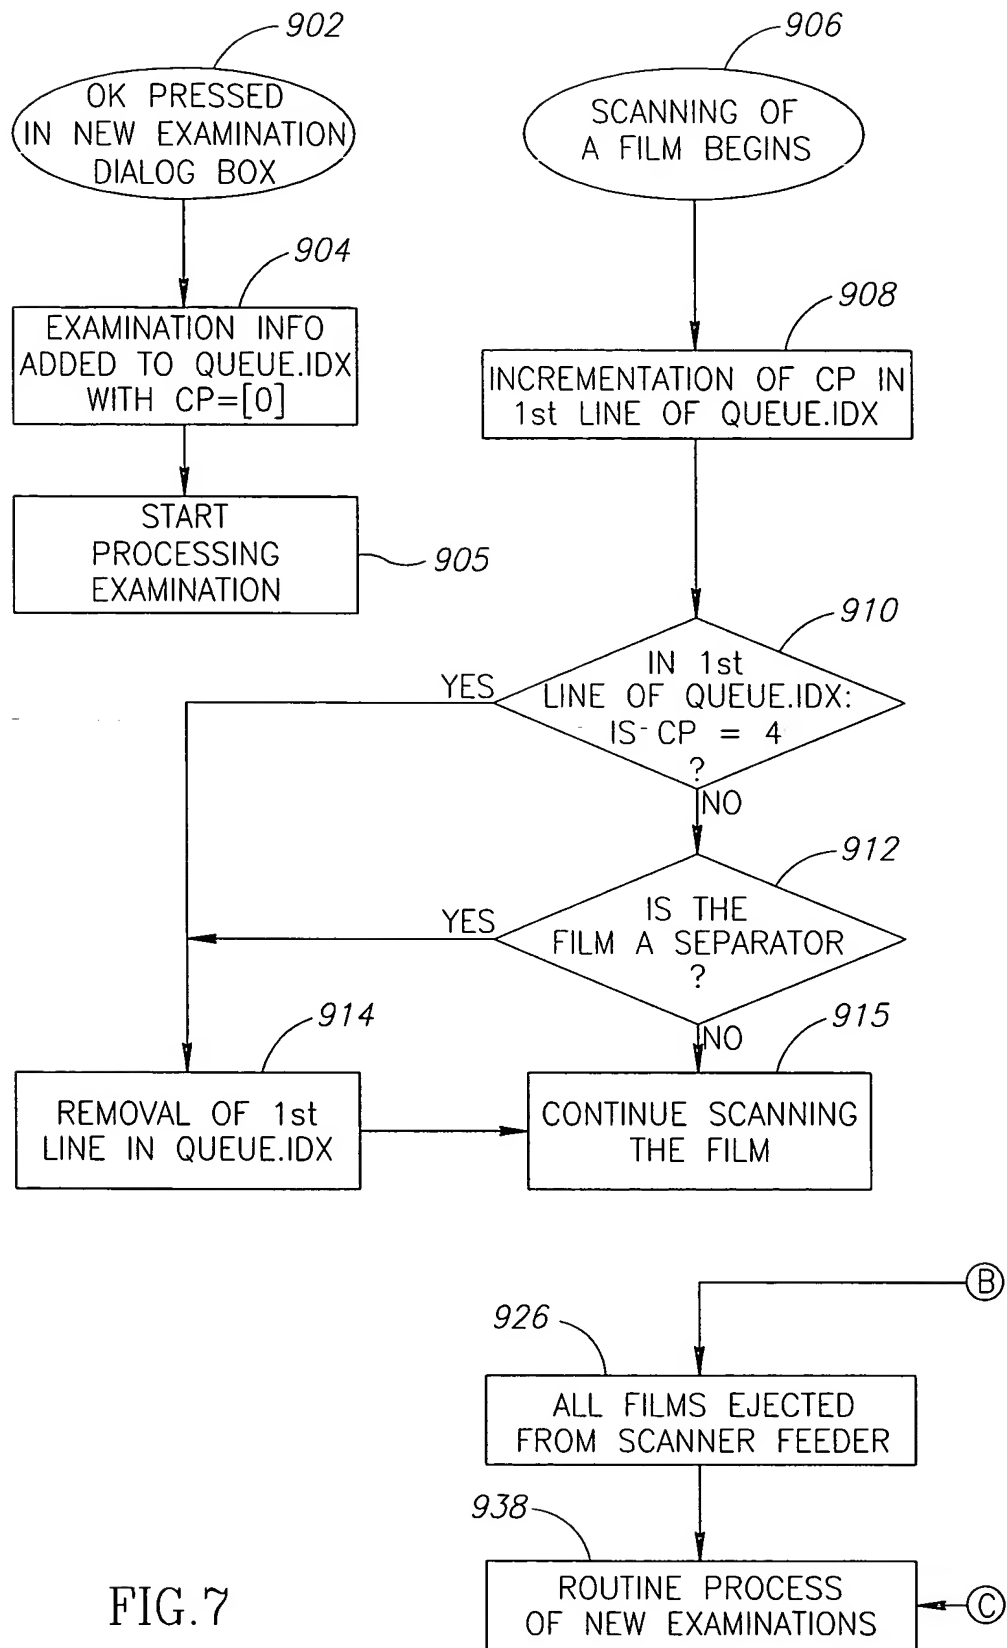 902
OK PRESSED
IN NEW EXAMINATION
DIALOG BOX
904
EXAMINATION INFO
ADDED TO QUEUE.IDX
WITH CP=[0]
START
PROCESSING
EXAMINATION
905
906
SCANNING OF
A FILM BEGINS
908
INCREMENTATION OF CP IN
1st LINE OF QUEUE.IDX
910
IN 1st
LINE OF QUEUE.IDX:
IS CP = 4
?
YES
NO
912
IS THE
FILM A SEPARATOR
?
YES
NO
914
REMOVAL OF 1st
LINE IN QUEUE.IDX
915
CONTINUE SCANNING
THE FILM
B
926
ALL FILMS EJECTED
FROM SCANNER FEEDER
938
ROUTINE PROCESS
OF NEW EXAMINATIONS
C
FIG.7